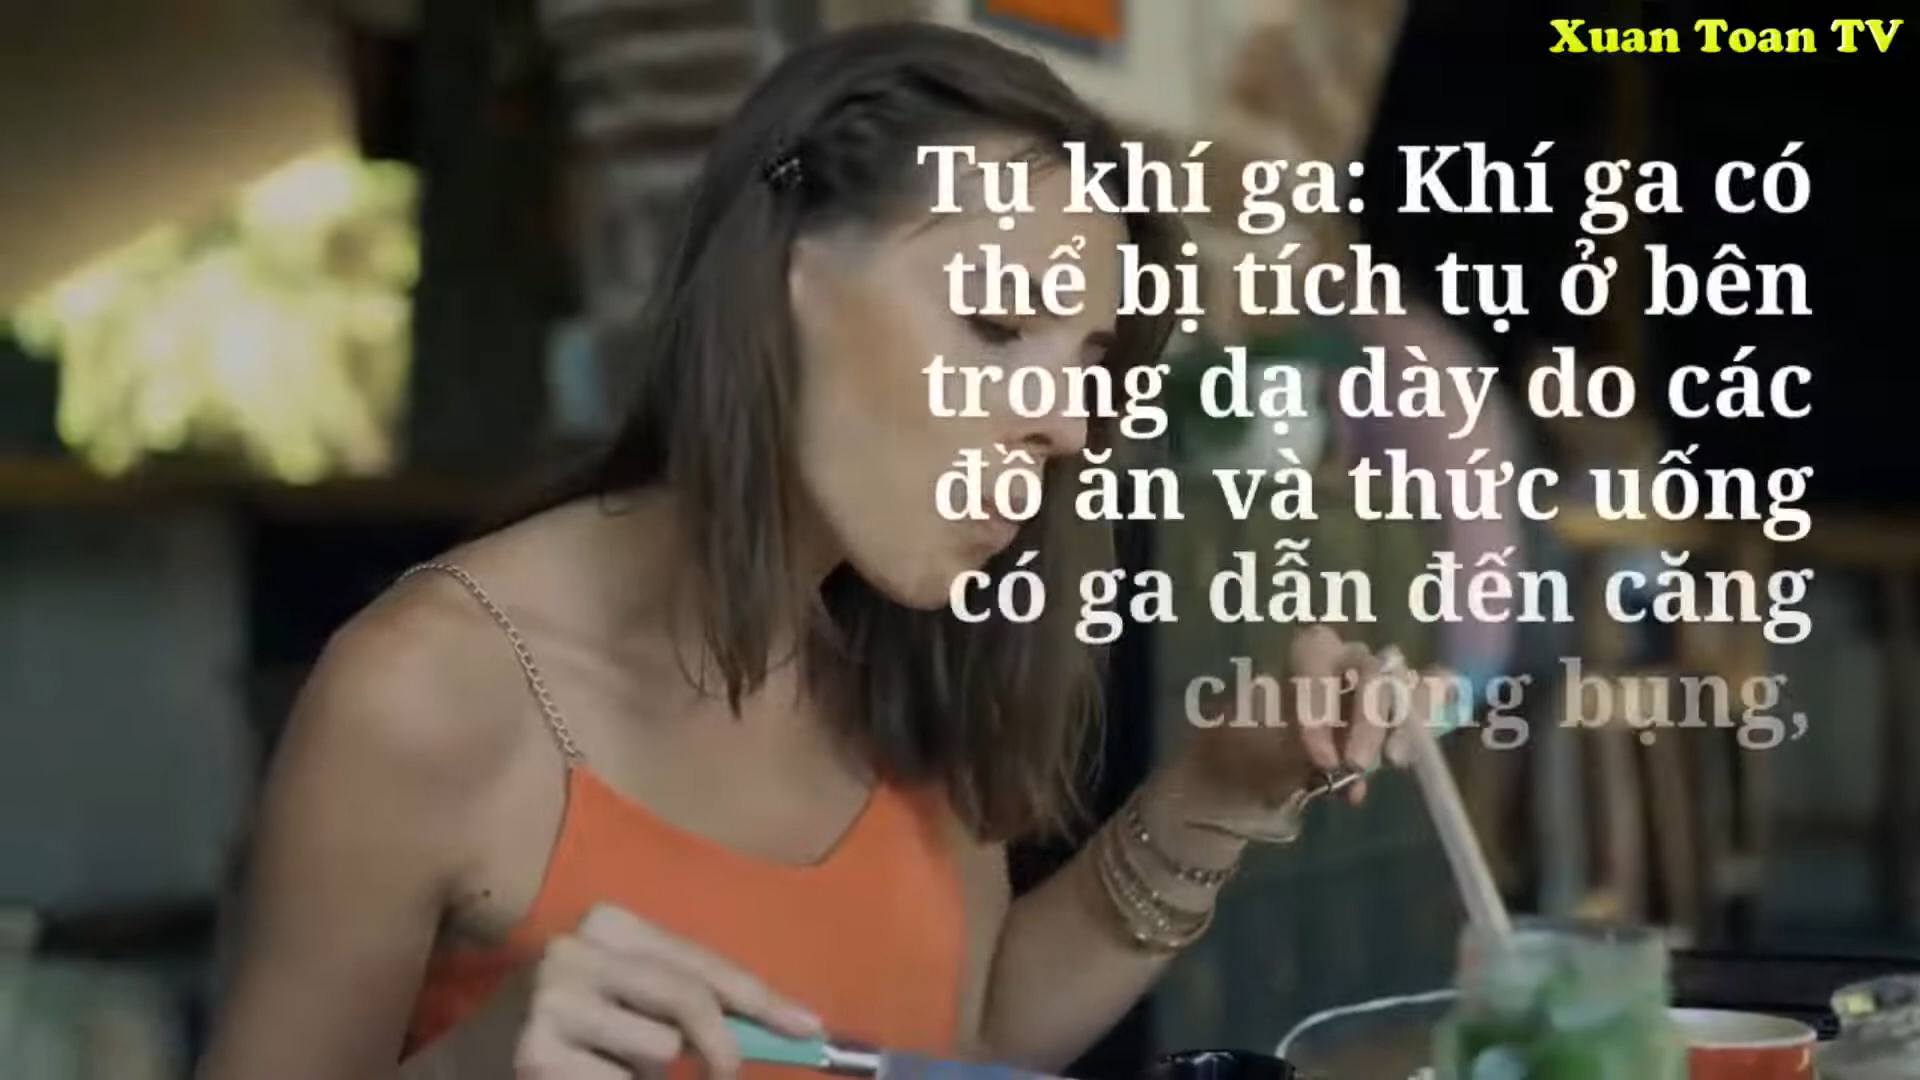 Xuan Toan TV
Tụ khí ga: Khí ga có
thể bị tích tụ ở bên
trong dạ dày do các
đồ ăn và thức uống
có ga dẫn đến căng
chướng bụng,